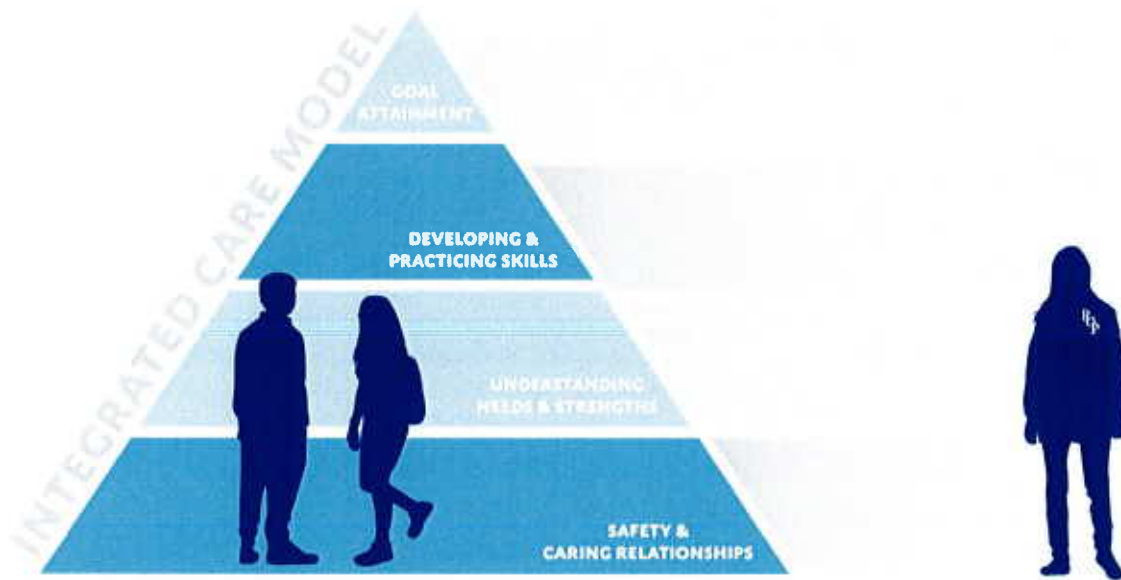 INTEGRATED CARE MODEL
GOAL
ATTAINMENT
DEVELOPING &
PRACTICING SKILLS
UNDERSTANDING
NEEDS & STRENGTHS
SAFETY &
CARING RELATIONSHIPS